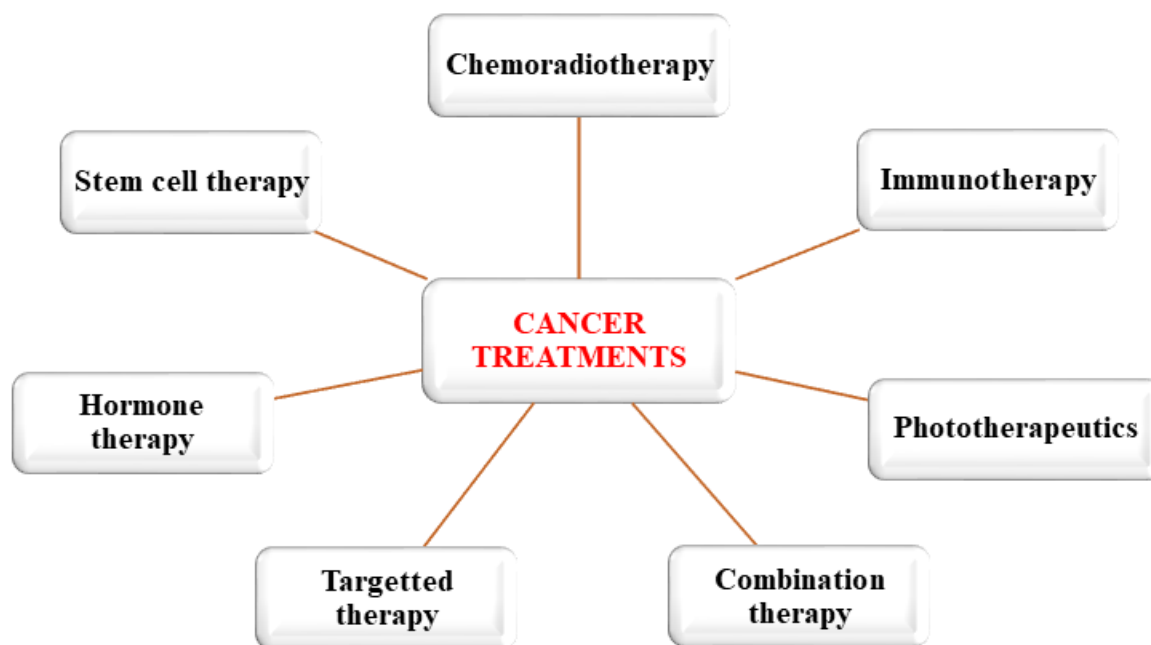 Chemoradiotherapy
Stem cell therapy
Immunotherapy
CANCER
TREATMENTS
Hormone
therapy
Phototherapeutics
Targetted
therapy
Combination
therapy